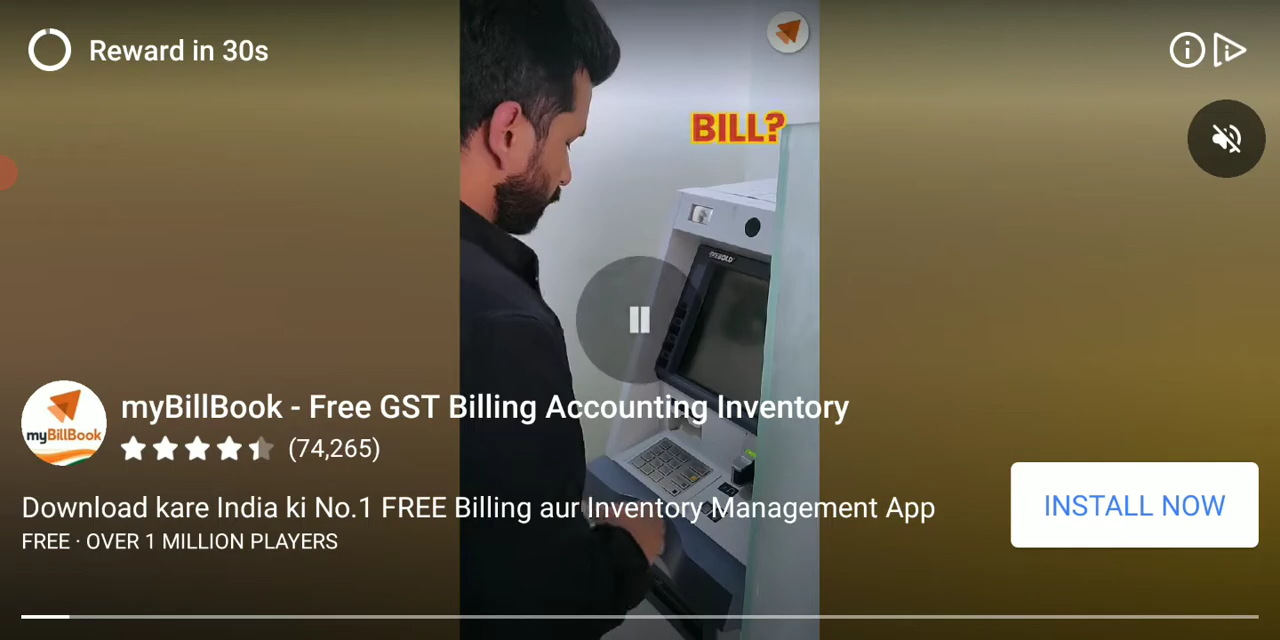 Reward in 30s
BILL?
DIEBOLD
myBillBook - Free GST Billing Accounting Inventory
myBillBook
(74,265)
Download kare India ki No.1 FREE Billing aur Inventory Management App
FREE · OVER 1 MILLION PLAYERS
INSTALL NOW